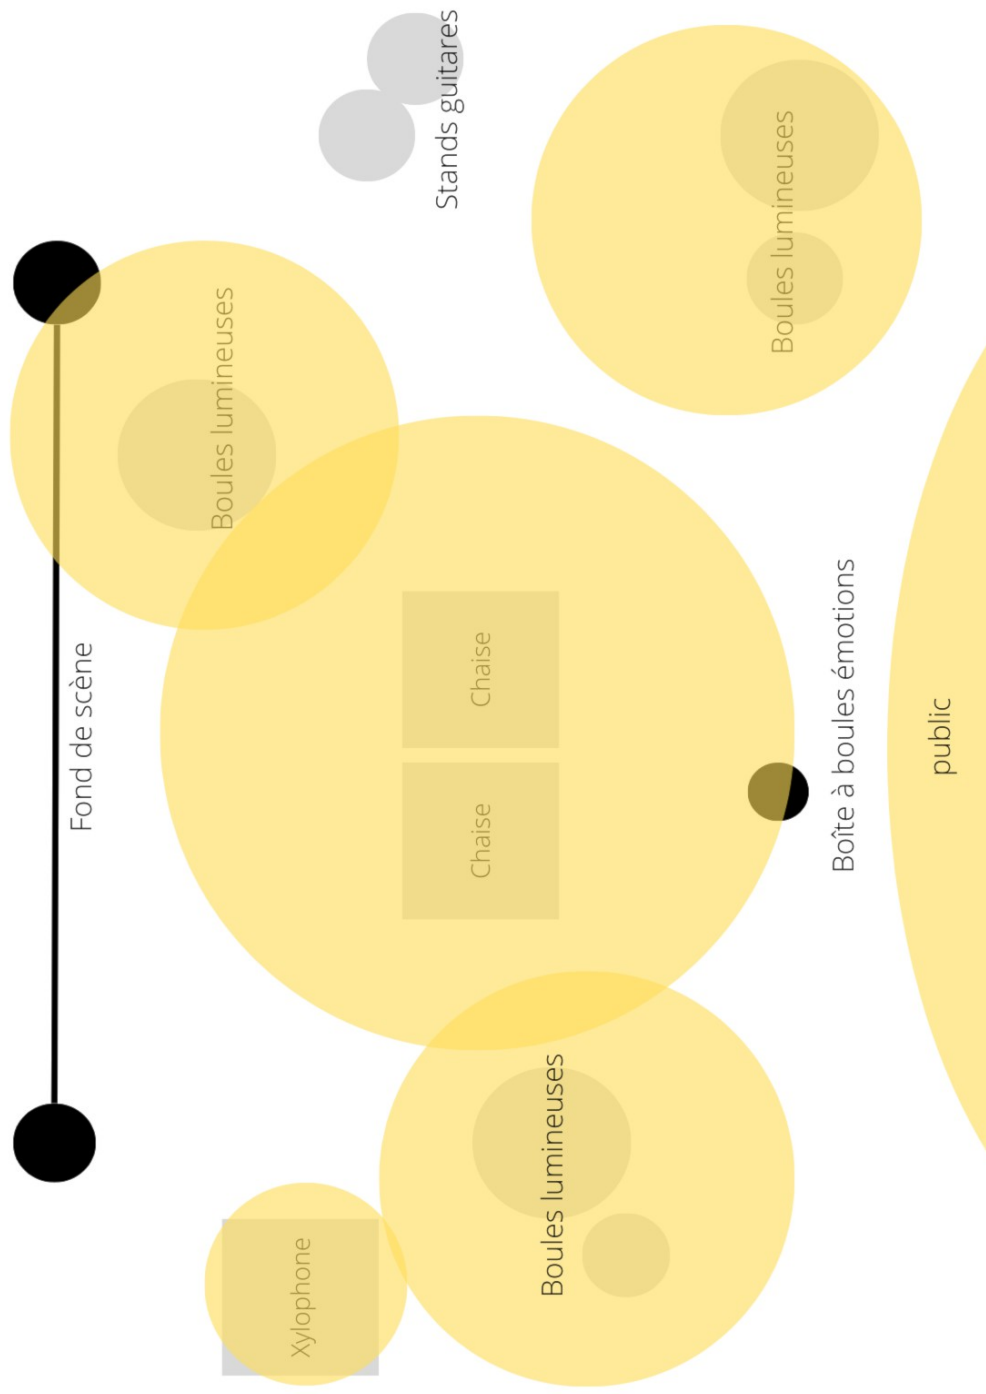 Fond de scène
Boules lumineuses
Stands guitares
Xylophone
Chaise
Chaise
Boules lumineuses
Boules lumineuses
Boîte à boules émotions
public